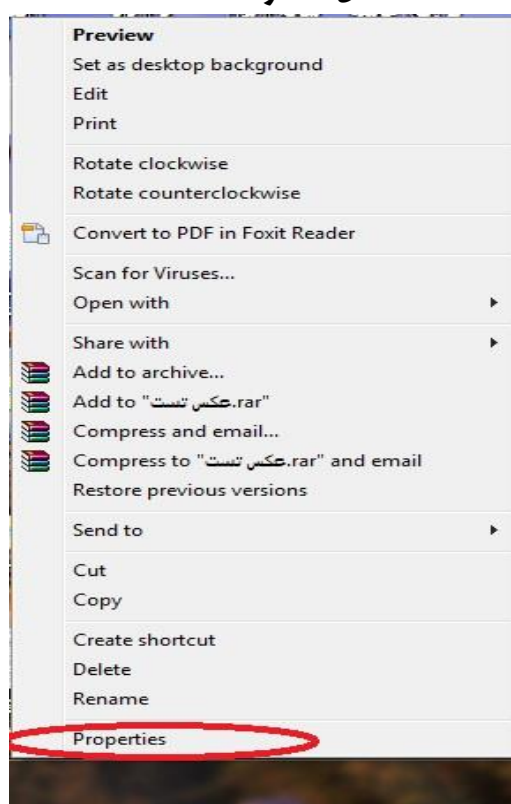 Preview
Set as desktop background
Edit
Print
Rotate clockwise
Rotate counterclockwise
Convert to PDF in Foxit Reader
Scan for Viruses...
Open with
Share with
Add to archive...
Add to "عکس تست.rar"
Compress and email...
Compress to "عکس تست.rar" and email
Restore previous versions
Send to
Cut
Copy
Create shortcut
Delete
Rename
Properties